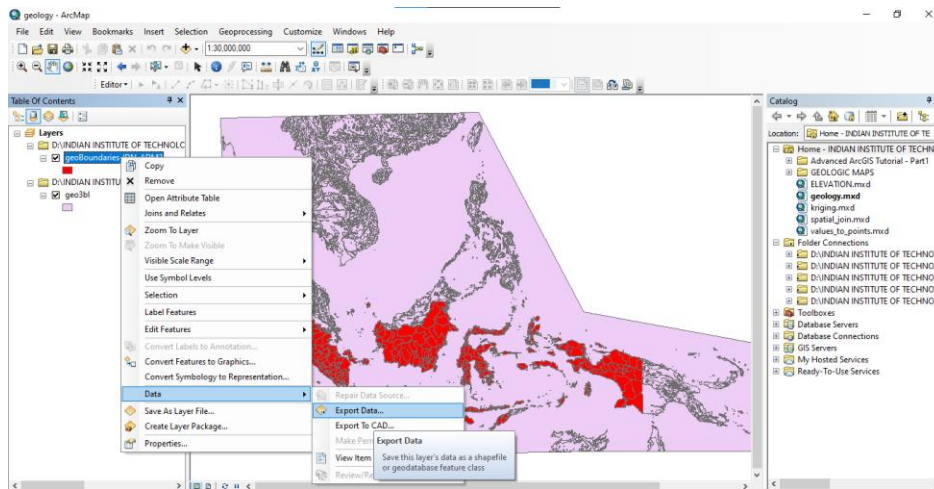 geology - ArcMap
File Edit View Bookmarks Insert Selection Geoprocessing Customize Windows Help
1:30,000,000
Editor
Table Of Contents
Layers
D:\INDIAN INSTITUTE OF TECHNOLC
geoBoundaries-IDN-ADM2
D:\INDIAN INSTITU
geo3bl
Copy
Remove
Open Attribute Table
Joins and Relates
Zoom To Layer
Zoom To Make Visible
Visible Scale Range
Use Symbol Levels
Selection
Label Features
Edit Features
Convert Labels to Annotation...
Convert Features to Graphics...
Convert Symbology to Representation...
Data
Save As Layer File...
Create Layer Package...
Properties...
Repair Data Source...
Export Data...
Export To CAD...
Make Perm
View Item
Review/Re
Export Data
Save this layer's data as a shapefile
or geodatabase feature class
Catalog
Location: Home - INDIAN INSTITUTE OF TE
Home - INDIAN INSTITUTE OF TECHN
Advanced ArcGIS Tutorial - Part1
GEOLOGIC MAPS
ELEVATION.mxd
geology.mxd
kriging.mxd
spatial_join.mxd
values_to_points.mxd
Folder Connections
D:\INDIAN INSTITUTE OF TECHNO
D:\INDIAN INSTITUTE OF TECHNO
D:\INDIAN INSTITUTE OF TECHNO
D:\INDIAN INSTITUTE OF TECHNO
Toolboxes
Database Servers
Database Connections
GIS Servers
My Hosted Services
Ready-To-Use Services